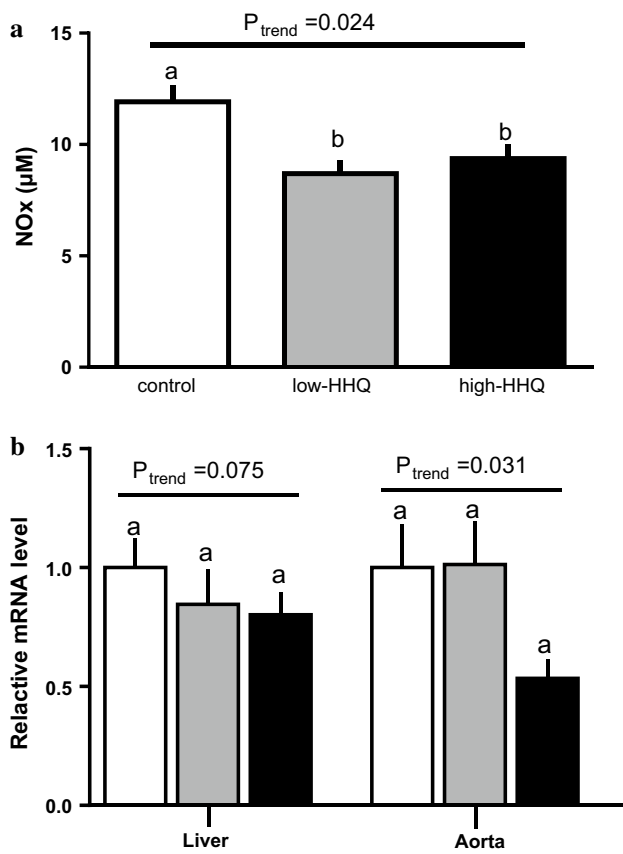 a
P trend =0.024
15
a
b
b
10
NOx (µM)
5
0
control low-HHQ high-HHQ
b
1.5
P trend =0.075 P trend =0.031
a a a a a a
1.0
Relactive mRNA level
0.5
0.0
Liver Aorta